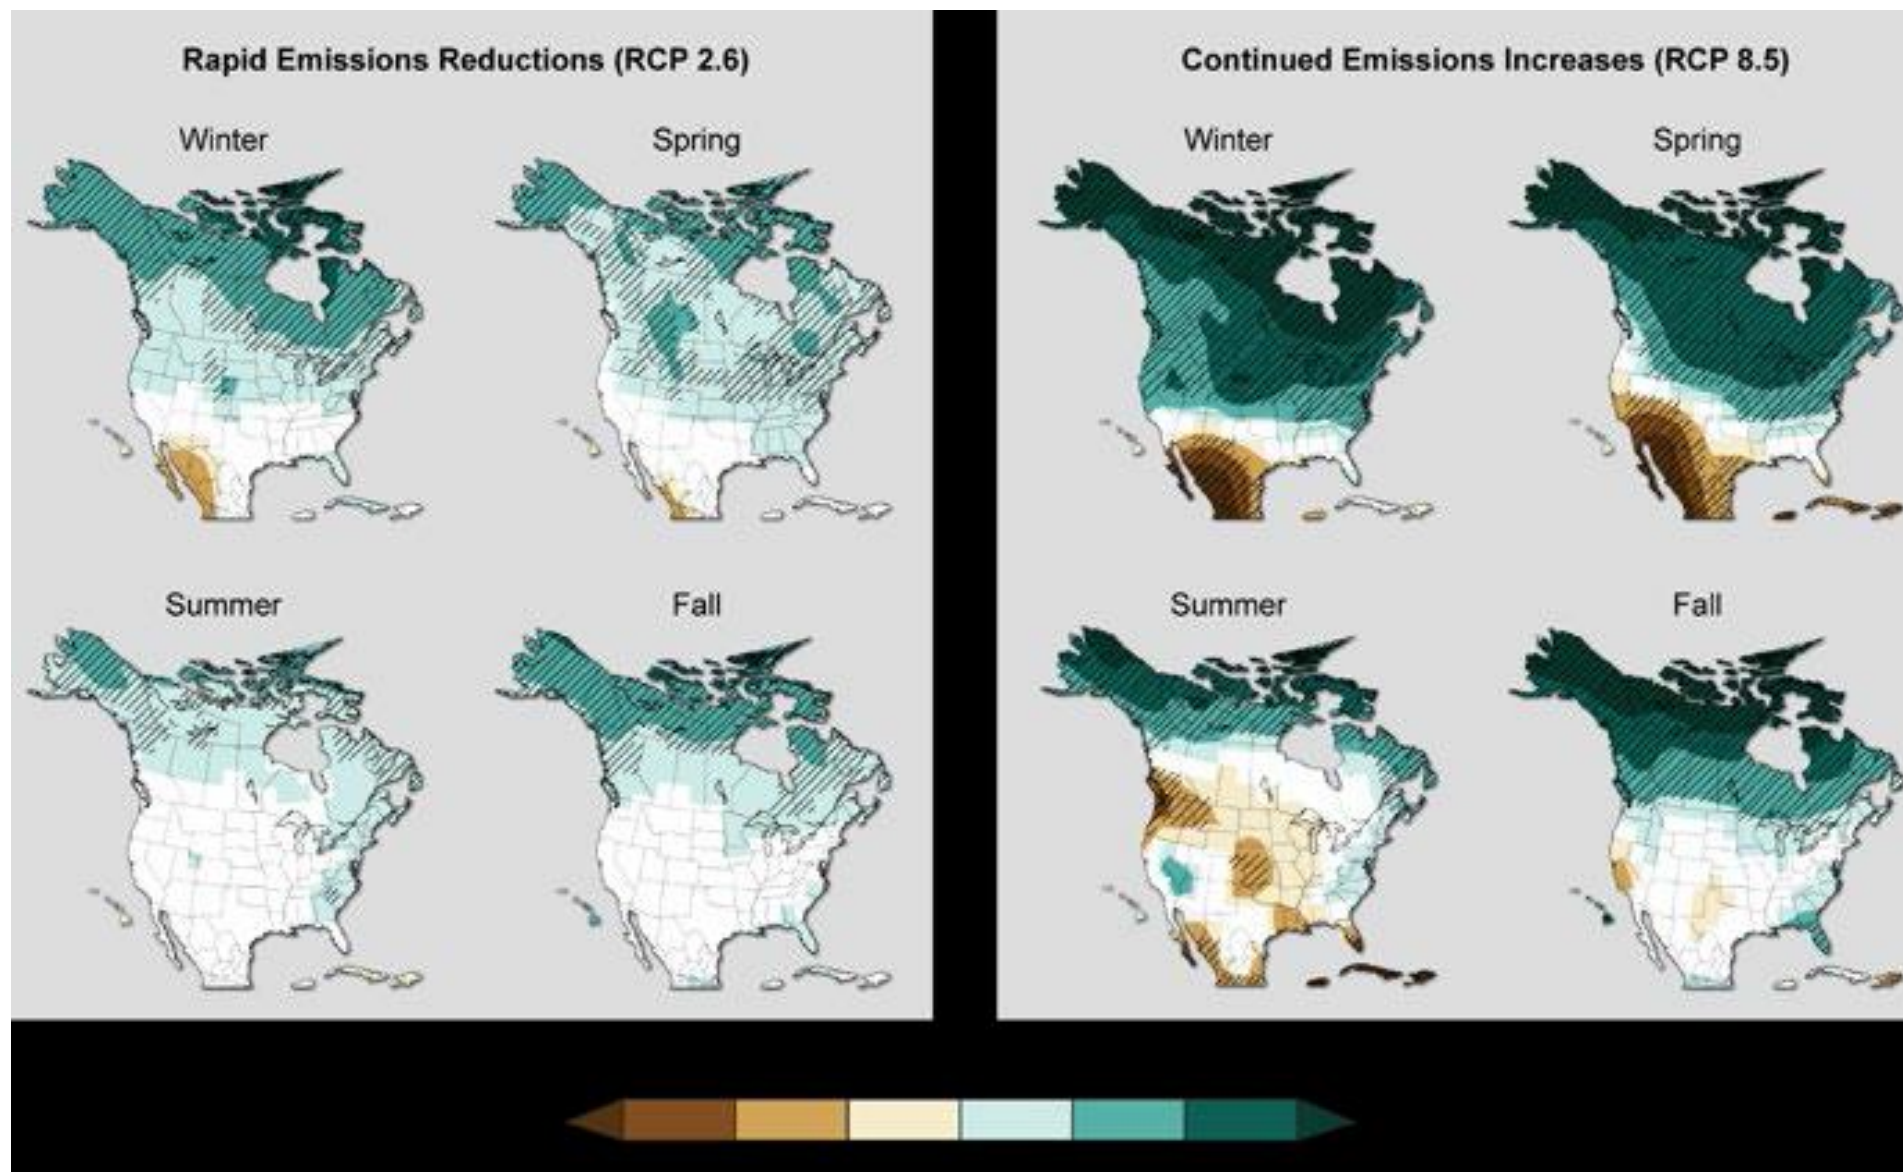 Rapid Emissions Reductions (RCP 2.6)
Winter
Spring
Summer
Fall
Continued Emissions Increases (RCP 8.5)
Winter
Spring
Summer
Fall